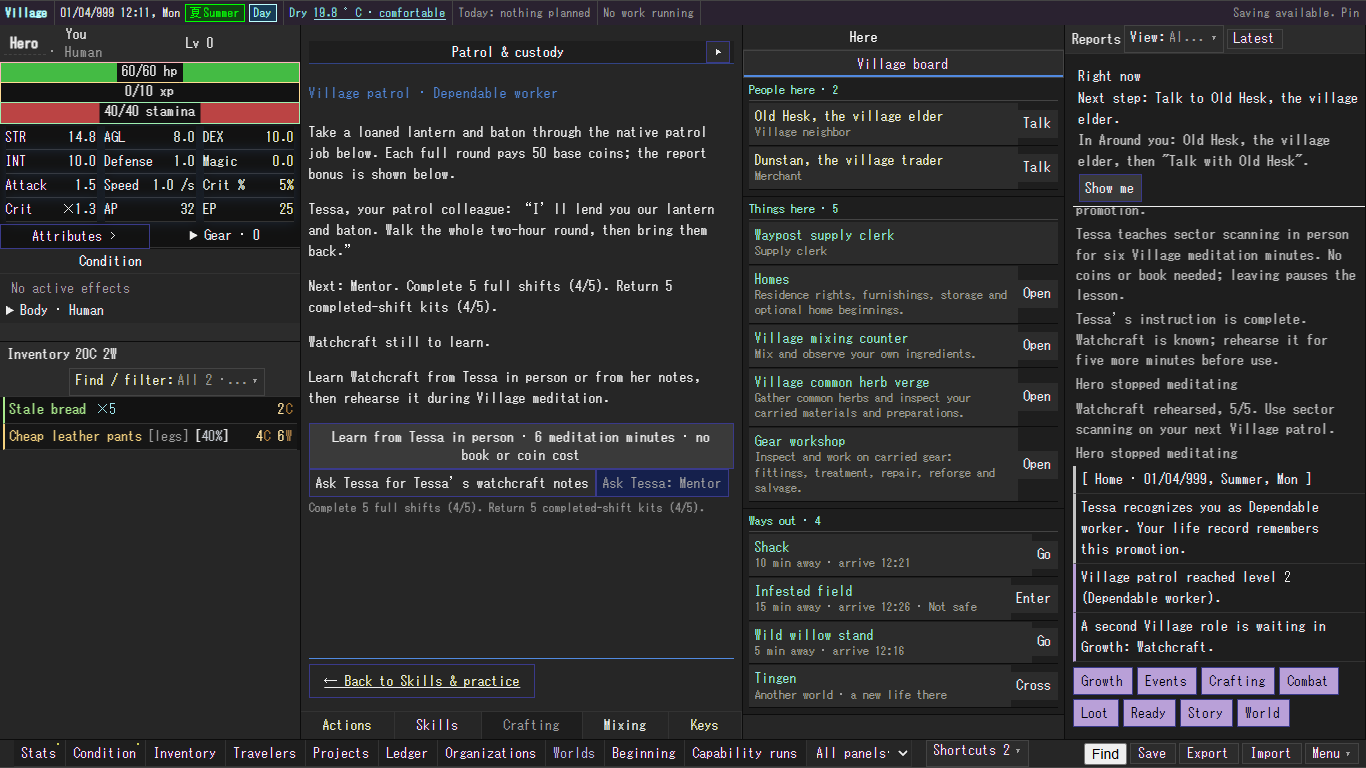 Village 01/04/999 12:11, Mon 夏Summer Day Dry 19.8 °C · comfortable Today: nothing planned No work running Saving available. Pin
Hero · You Human Lv 0
60/60 hp
0/10 xp
40/40 stamina
STR 14.8 AGL 8.0 DEX 10.0
INT 10.0 Defense 1.0 Magic 0.0
Attack 1.5 Speed 1.0 /s Crit % 5%
Crit ×1.3 AP 32 EP 25
Attributes > ▶ Gear · 0
Condition
No active effects
▶ Body · Human
Inventory 20C 2W
Find / filter: All 2 ·... ▾
Stale bread ×5 2C
Cheap leather pants [legs] [40%] 4C 6W
Patrol & custody ▸
Village patrol · Dependable worker
Take a loaned lantern and baton through the native patrol
job below. Each full round pays 50 base coins; the report
bonus is shown below.
Tessa, your patrol colleague: “I’ll lend you our lantern
and baton. Walk the whole two-hour round, then bring them
back.”
Next: Mentor. Complete 5 full shifts (4/5). Return 5
completed-shift kits (4/5).
Watchcraft still to learn.
Learn Watchcraft from Tessa in person or from her notes,
then rehearse it during Village meditation.
Learn from Tessa in person · 6 meditation minutes · no
book or coin cost
Ask Tessa for Tessa’s watchcraft notes Ask Tessa: Mentor
Complete 5 full shifts (4/5). Return 5 completed-shift kits (4/5).
← Back to Skills & practice
Actions Skills Crafting Mixing Keys
Here
Village board
People here · 2
Old Hesk, the village elder
Village neighbor
Talk
Dunstan, the village trader
Merchant
Talk
Things here · 5
Waypost supply clerk
Supply clerk
Homes
Residence rights, furnishings, storage and
optional home beginnings.
Open
Village mixing counter
Mix and observe your own ingredients.
Open
Village common herb verge
Gather common herbs and inspect your
carried materials and preparations.
Open
Gear workshop
Inspect and work on carried gear:
fittings, treatment, repair, reforge and
salvage.
Open
Ways out · 4
Shack
10 min away · arrive 12:21
Go
Infested field
15 min away · arrive 12:26 · Not safe
Enter
Wild willow stand
5 min away · arrive 12:16
Go
Tingen
Another world · a new life there
Cross
Reports View: Al... ▾ Latest
Right now
Next step: Talk to Old Hesk, the village
elder.
In Around you: Old Hesk, the village
elder, then "Talk with Old Hesk".
Show me
promotion.
Tessa teaches sector scanning in person
for six Village meditation minutes. No
coins or book needed; leaving pauses the
lesson.
Tessa’s instruction is complete.
Watchcraft is known; rehearse it for
five more minutes before use.
Hero stopped meditating
Watchcraft rehearsed, 5/5. Use sector
scanning on your next Village patrol.
Hero stopped meditating
[ Home · 01/04/999, Summer, Mon ]
Tessa recognizes you as Dependable
worker. Your life record remembers
this promotion.
Village patrol reached level 2
(Dependable worker).
A second Village role is waiting in
Growth: Watchcraft.
Growth Events Crafting Combat
Loot Ready Story World
Stats Condition Inventory Travelers Projects Ledger Organizations Worlds Beginning Capability runs All panels· Shortcuts 2 ▾ Find Save Export Import Menu ▾